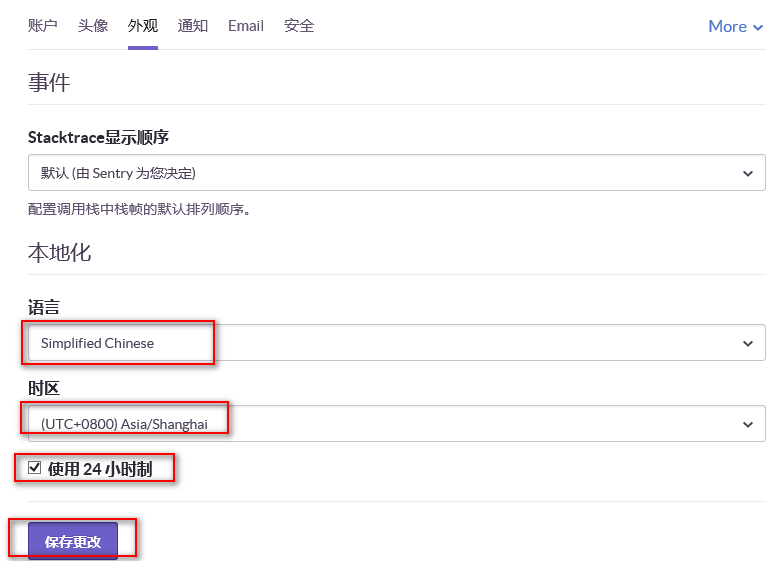 账户 头像 外观 通知 Email 安全 More
事件
Stacktrace显示顺序
默认 (由 Sentry 为您决定)
配置调用栈中栈帧的默认排列顺序。
本地化
语言
Simplified Chinese
时区
(UTC+0800) Asia/Shanghai
使用 24 小时制
保存更改